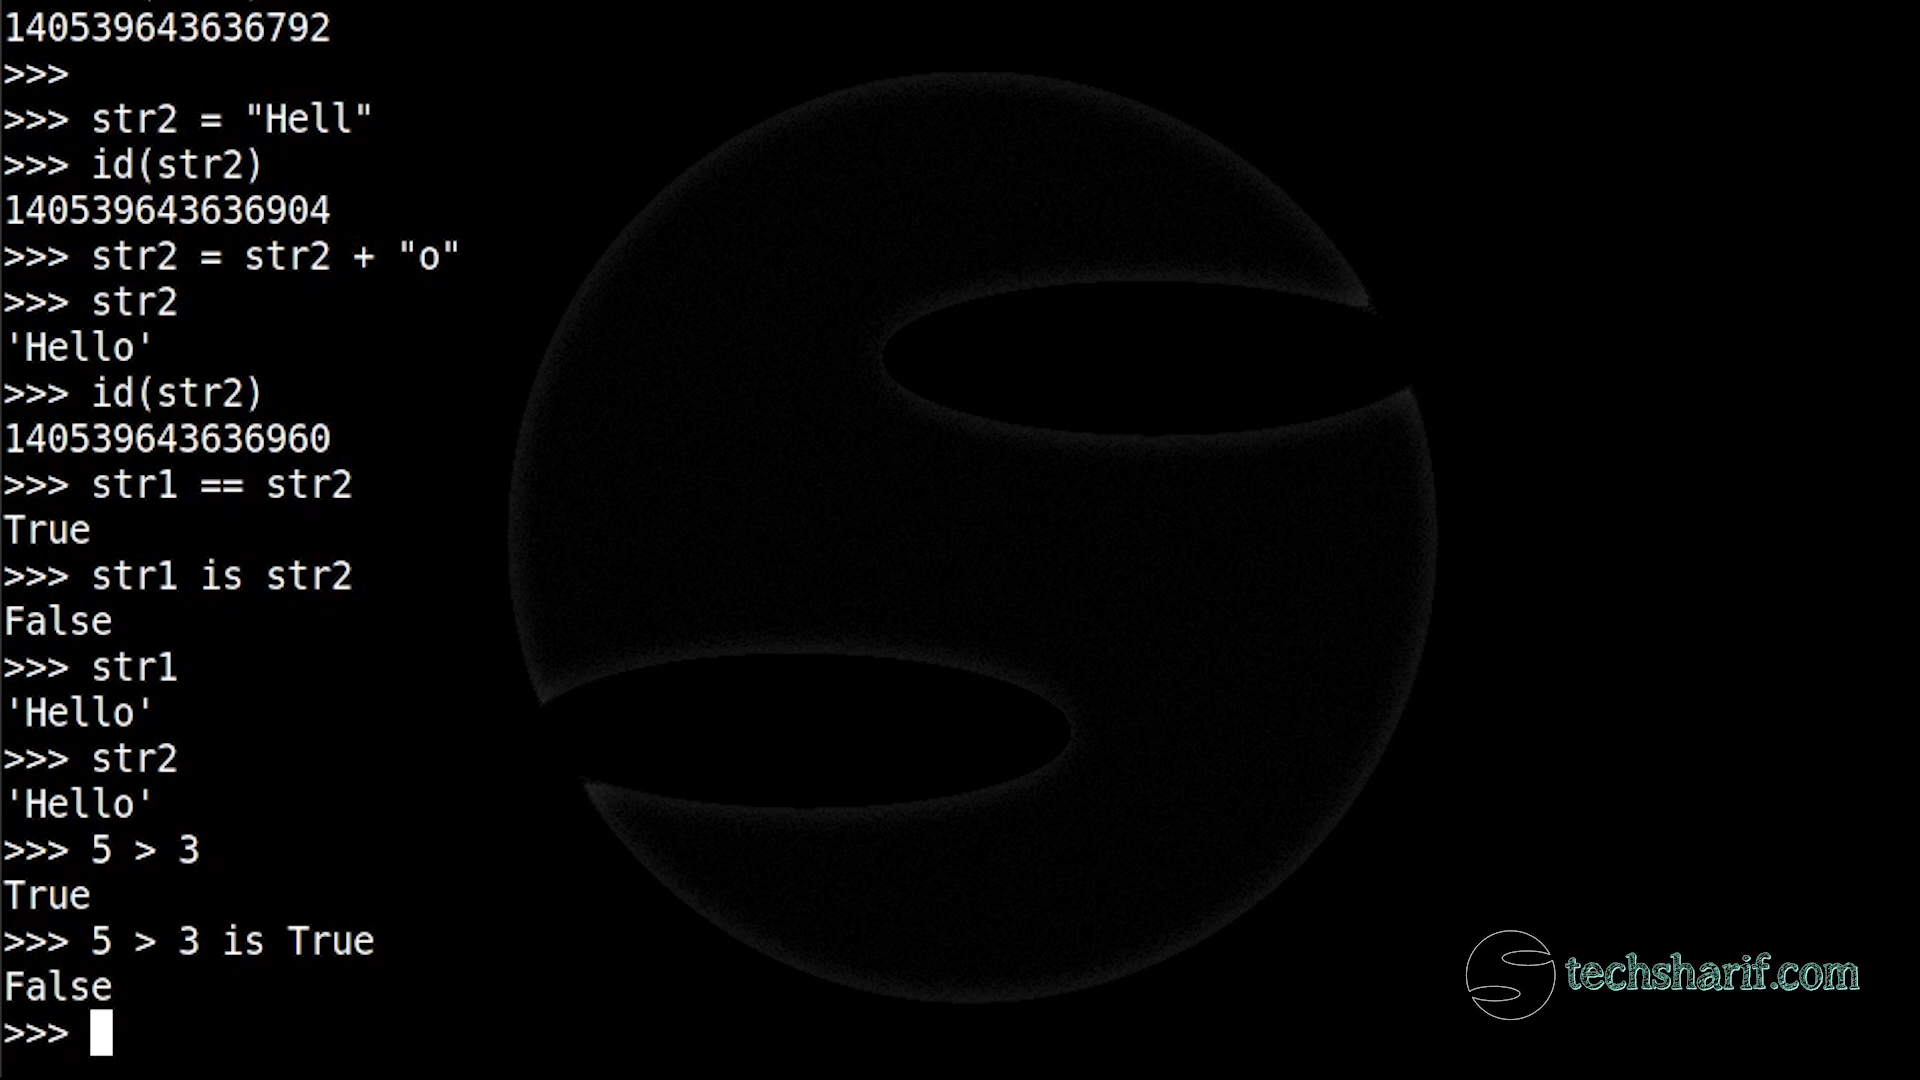 140539643636792
>>>
>>> str2 = "Hell"
>>> id(str2)
140539643636904
>>> str2 = str2 + "o"
>>> str2
'Hello'
>>> id(str2)
140539643636960
>>> str1 == str2
True
>>> str1 is str2
False
>>> str1
'Hello'
>>> str2
'Hello'
>>> 5 > 3
True
>>> 5 > 3 is True
False
>>>
techsharif.com